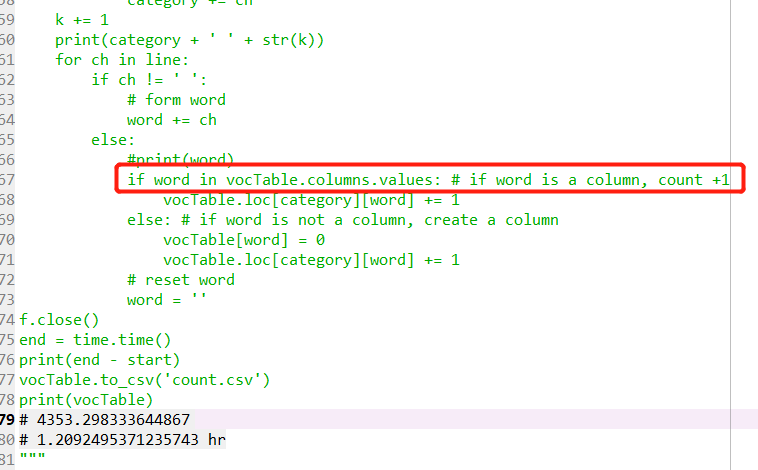 58 category += ch
59 k += 1
60 print(category + ' ' + str(k))
61 for ch in line:
62 if ch != ' ':
63 # form word
64 word += ch
65 else:
66 #print(word)
67 if word in vocTable.columns.values: # if word is a column, count +1
68 vocTable.loc[category][word] += 1
69 else: # if word is not a column, create a column
70 vocTable[word] = 0
71 vocTable.loc[category][word] += 1
72 # reset word
73 word = ''
74 f.close()
75 end = time.time()
76 print(end - start)
77 vocTable.to_csv('count.csv')
78 print(vocTable)
79 # 4353.298333644867
80 # 1.2092495371235743 hr
81 """